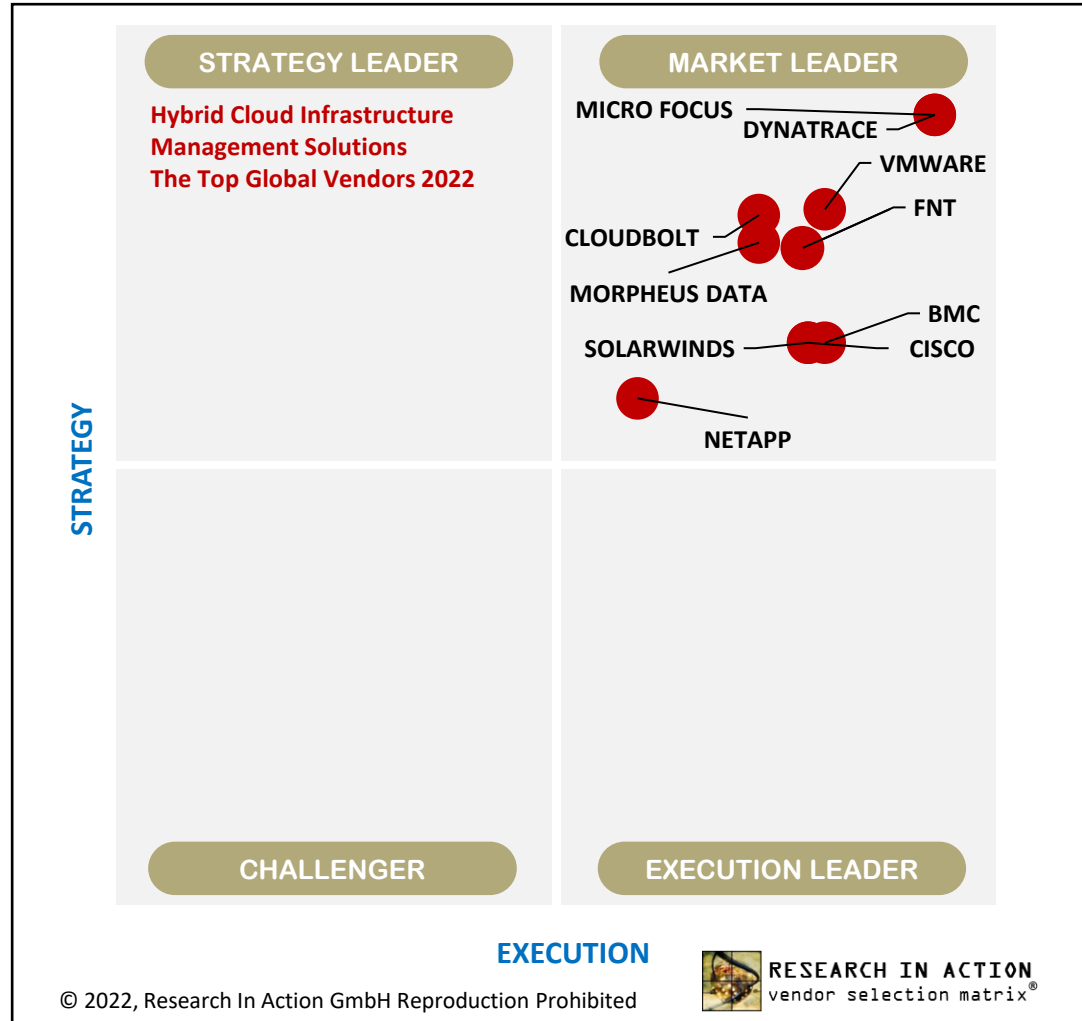 STRATEGY LEADER
MARKET LEADER
Hybrid Cloud Infrastructure
Management Solutions
The Top Global Vendors 2022
MICRO FOCUS
DYNATRACE
VMWARE
FNT
CLOUDBOLT
MORPHEUS DATA
BMC
SOLARWINDS
CISCO
NETAPP
STRATEGY
CHALLENGER
EXECUTION LEADER
EXECUTION
RESEARCH IN ACTION
vendor selection matrix®
© 2022, Research In Action GmbH Reproduction Prohibited